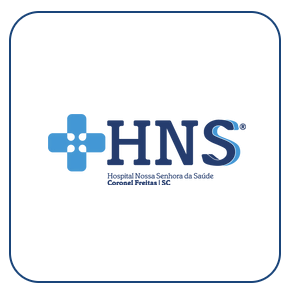 HNS®
Hospital Nossa Senhora da Saúde
Coronel Freitas | SC